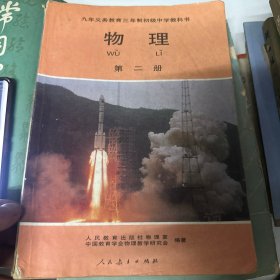 九年义务教育三年制初级中学教科书
物理
WÙ LǏ
第二册
人民教育出版社物理室
中国教育学会物理教学研究会 编著
人民教育出版社